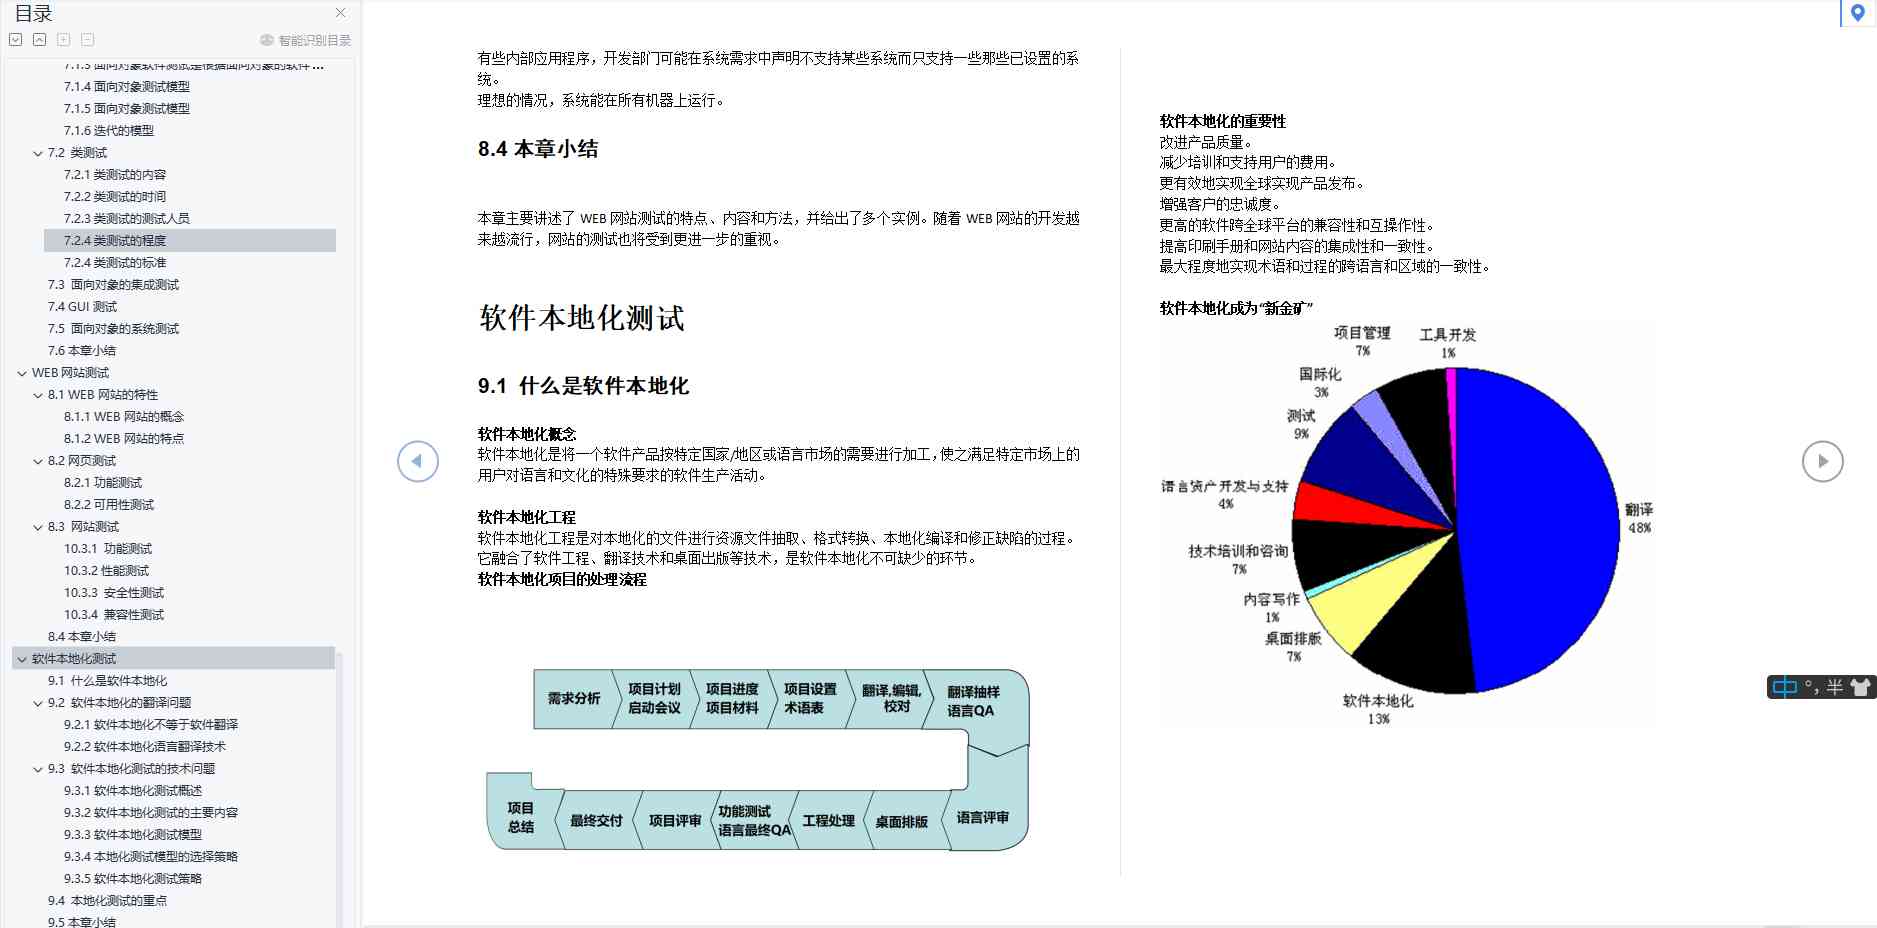 目录
智能识别目录
7.1.3 面向对象软件测试是根据面向对象的软件 ...
7.1.4 面向对象测试模型
7.1.5 面向对象测试模型
7.1.6 迭代的模型
7.2 类测试
7.2.1 类测试的内容
7.2.2 类测试的时间
7.2.3 类测试的测试人员
7.2.4 类测试的程度
7.2.4 类测试的标准
7.3 面向对象的集成测试
7.4 GUI 测试
7.5 面向对象的系统测试
7.6 本章小结
WEB 网站测试
8.1 WEB 网站的特性
8.1.1 WEB 网站的概念
8.1.2 WEB 网站的特点
8.2 网页测试
8.2.1 功能测试
8.2.2 可用性测试
8.3 网站测试
10.3.1 功能测试
10.3.2 性能测试
10.3.3 安全性测试
10.3.4 兼容性测试
8.4 本章小结
软件本地化测试
9.1 什么是软件本地化
9.2 软件本地化的翻译问题
9.2.1 软件本地化不等于软件翻译
9.2.2 软件本地化语言翻译技术
9.3 软件本地化测试的技术问题
9.3.1 软件本地化测试概述
9.3.2 软件本地化测试的主要内容
9.3.3 软件本地化测试模型
9.3.4 本地化测试模型的选择策略
9.3.5 软件本地化测试策略
9.4 本地化测试的重点
9.5 本章小结
有些内部应用程序，开发部门可能在系统需求中声明不支持某些系统而只支持一些那些已设置的系
统。
理想的情况，系统能在所有机器上运行。
8.4 本章小结
本章主要讲述了 WEB 网站测试的特点、内容和方法，并给出了多个实例。随着 WEB 网站的开发越
来越流行，网站的测试也将受到更进一步的重视。
软件本地化测试
9.1 什么是软件本地化
软件本地化概念
软件本地化是将一个软件产品按特定国家/地区或语言市场的需要进行加工,使之满足特定市场上的
用户对语言和文化的特殊要求的软件生产活动。
软件本地化工程
软件本地化工程是对本地化的文件进行资源文件抽取、格式转换、本地化编译和修正缺陷的过程。
它融合了软件工程、翻译技术和桌面出版等技术，是软件本地化不可缺少的环节。
软件本地化项目的处理流程
需求分析
项目计划
启动会议
项目进度
项目材料
项目设置
术语表
翻译,编辑,
校对
翻译抽样
语言QA
语言评审
桌面排版
工程处理
功能测试
语言最终QA
项目评审
最终交付
项目
总结
软件本地化的重要性
改进产品质量。
减少培训和支持用户的费用。
更有效地实现全球实现产品发布。
增强客户的忠诚度。
更高的软件跨全球平台的兼容性和互操作性。
提高印刷手册和网站内容的集成性和一致性。
最大程度地实现术语和过程的跨语言和区域的一致性。
软件本地化成为“新金矿”
项目管理
7%
工具开发
1%
国际化
3%
测试
9%
语言资产开发与支持
4%
技术培训和咨询
7%
内容写作
1%
桌面排版
7%
软件本地化
13%
翻译
48%
中 °, 半